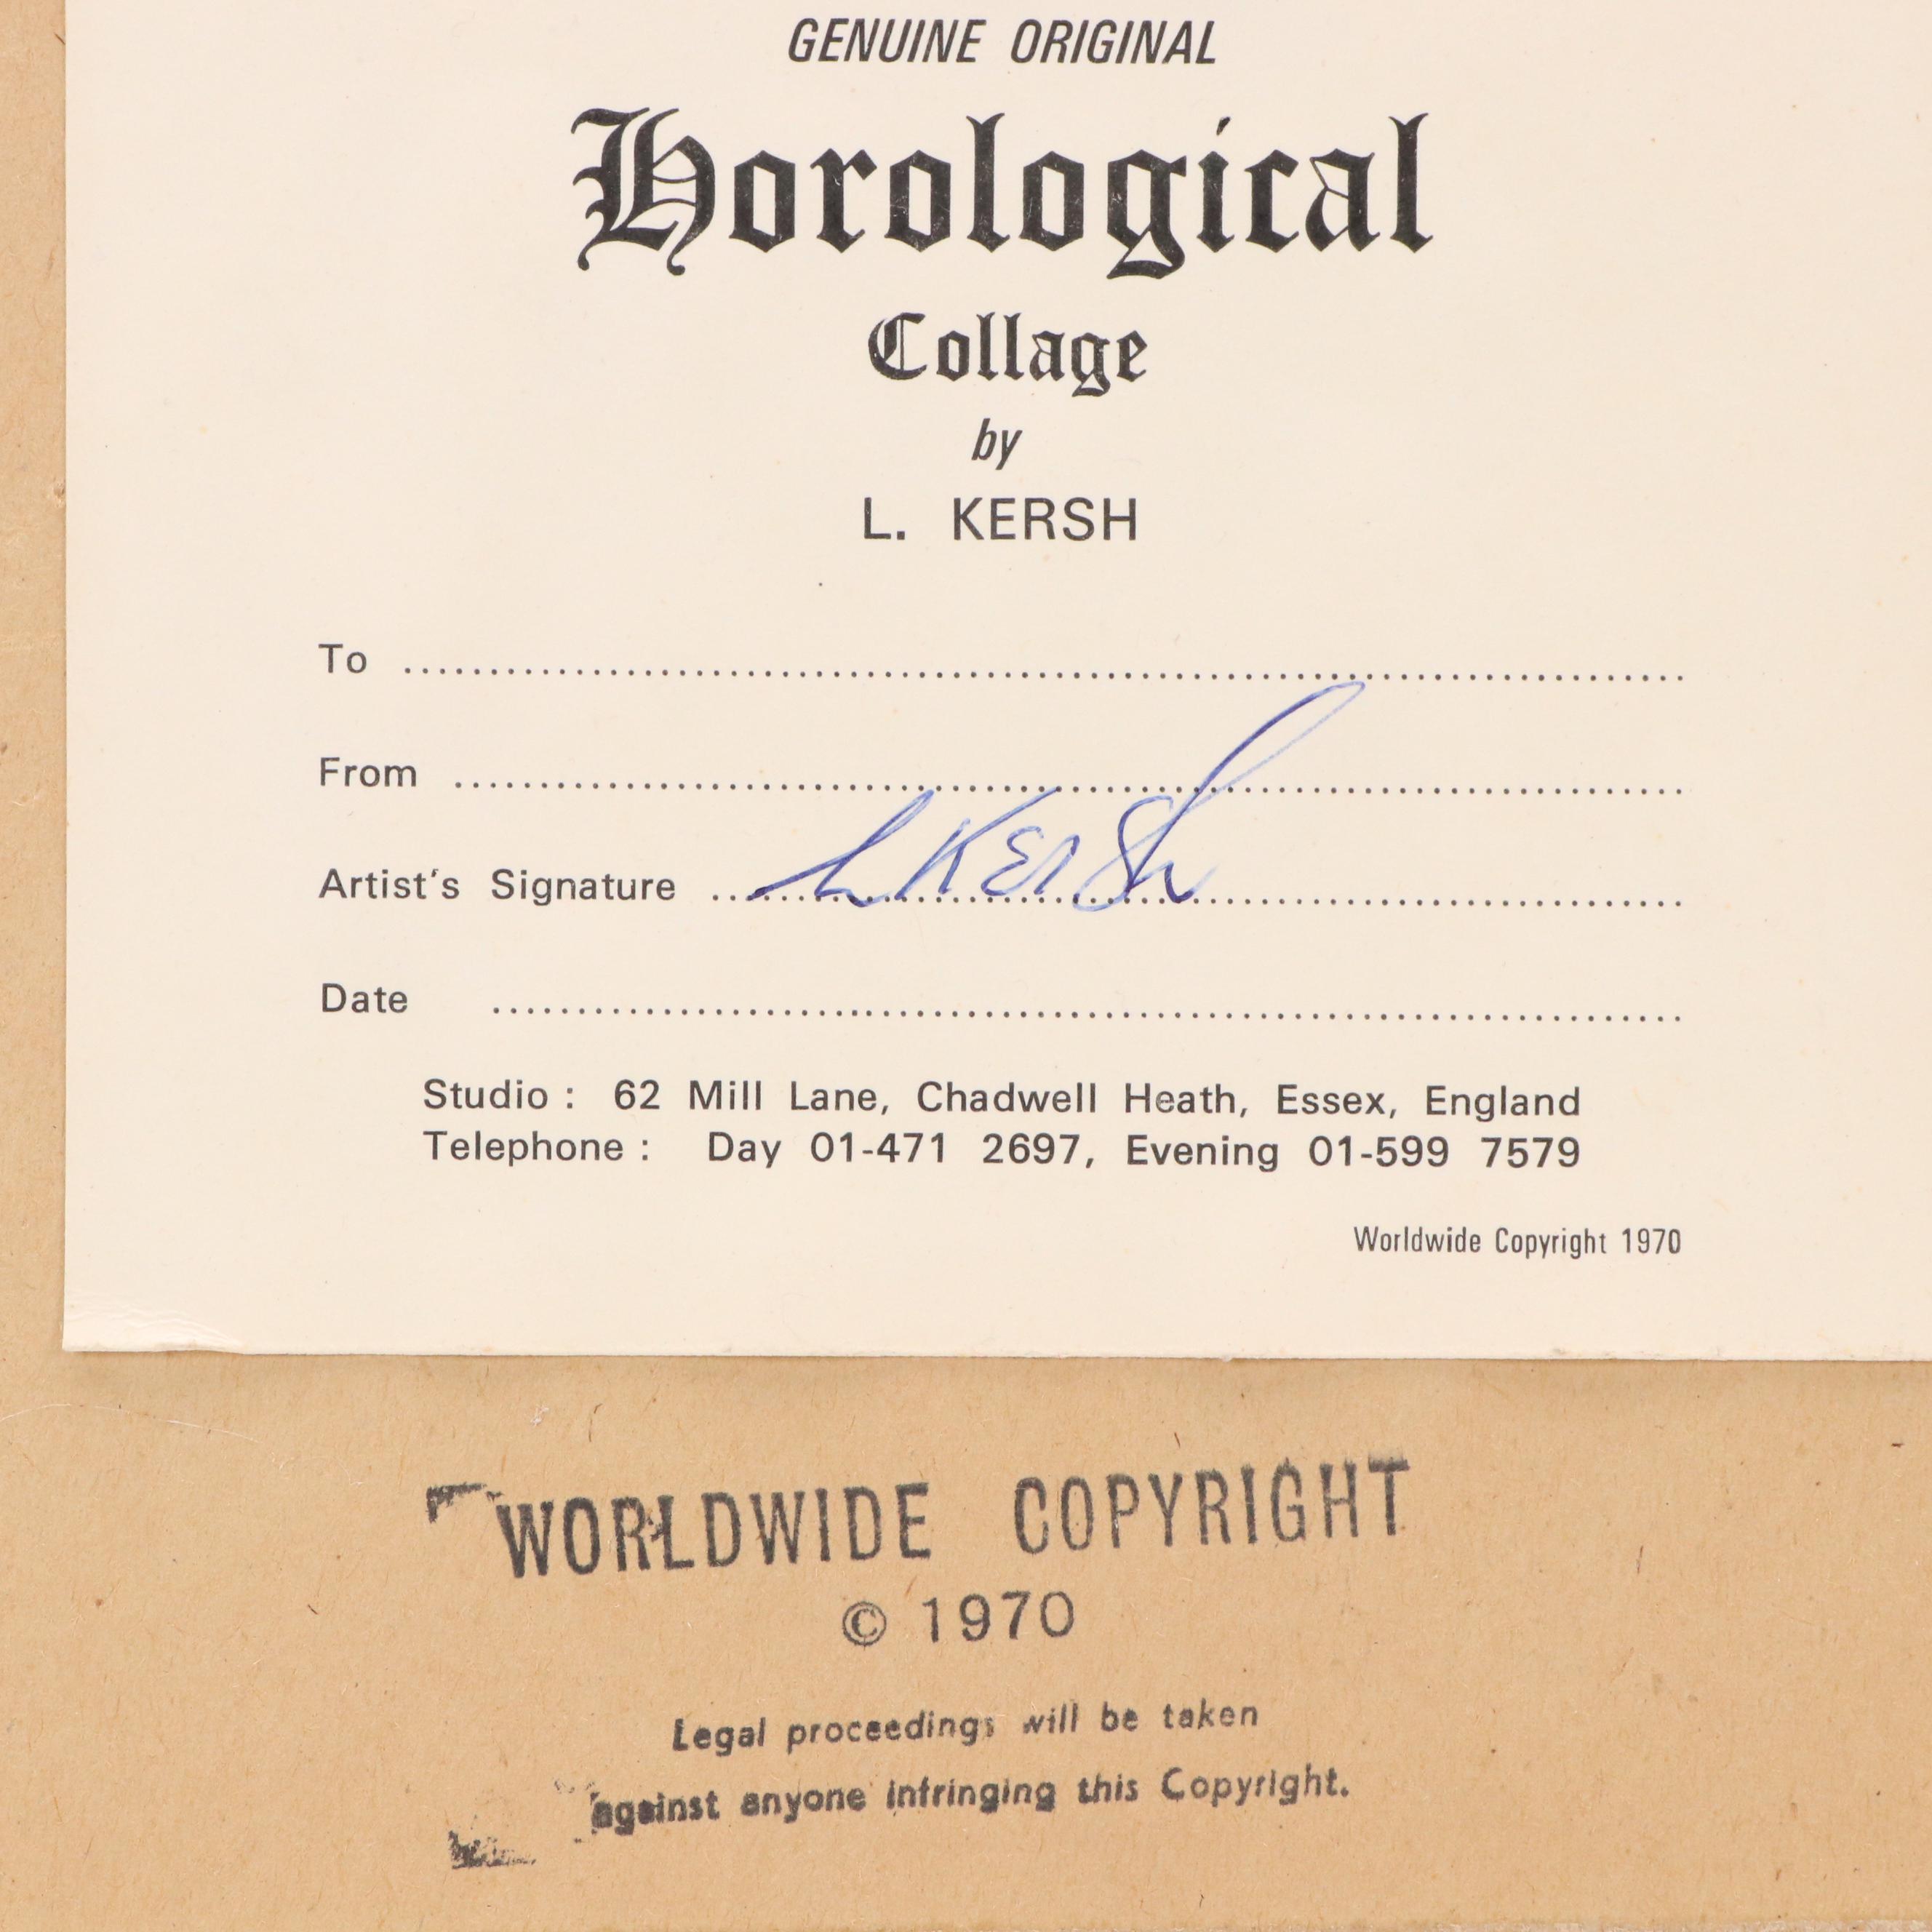 GENUINE ORIGINAL
Horological
Collage
by
L. KERSH
To ....................
From ....................
Artist's Signature .... L KERSh ....................
Date ....................
Studio : 62 Mill Lane, Chadwell Heath, Essex, England
Telephone : Day 01-471 2697, Evening 01-599 7579
Worldwide Copyright 1970
WORLDWIDE COPYRIGHT
© 1970
Legal proceedings will be taken
against anyone infringing this Copyright.